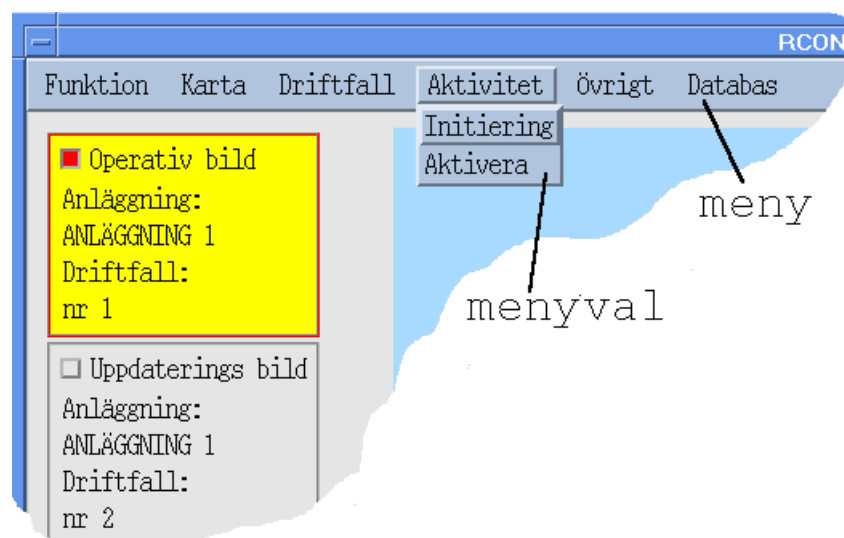 RCON
Funktion Karta Driftfall Aktivitet Övrigt Databas
Initiering
Aktivera
meny
menyval
Operativ bild
Anläggning:
ANLÄGGNING 1
Driftfall:
nr 1
Uppdaterings bild
Anläggning:
ANLÄGGNING 1
Driftfall:
nr 2